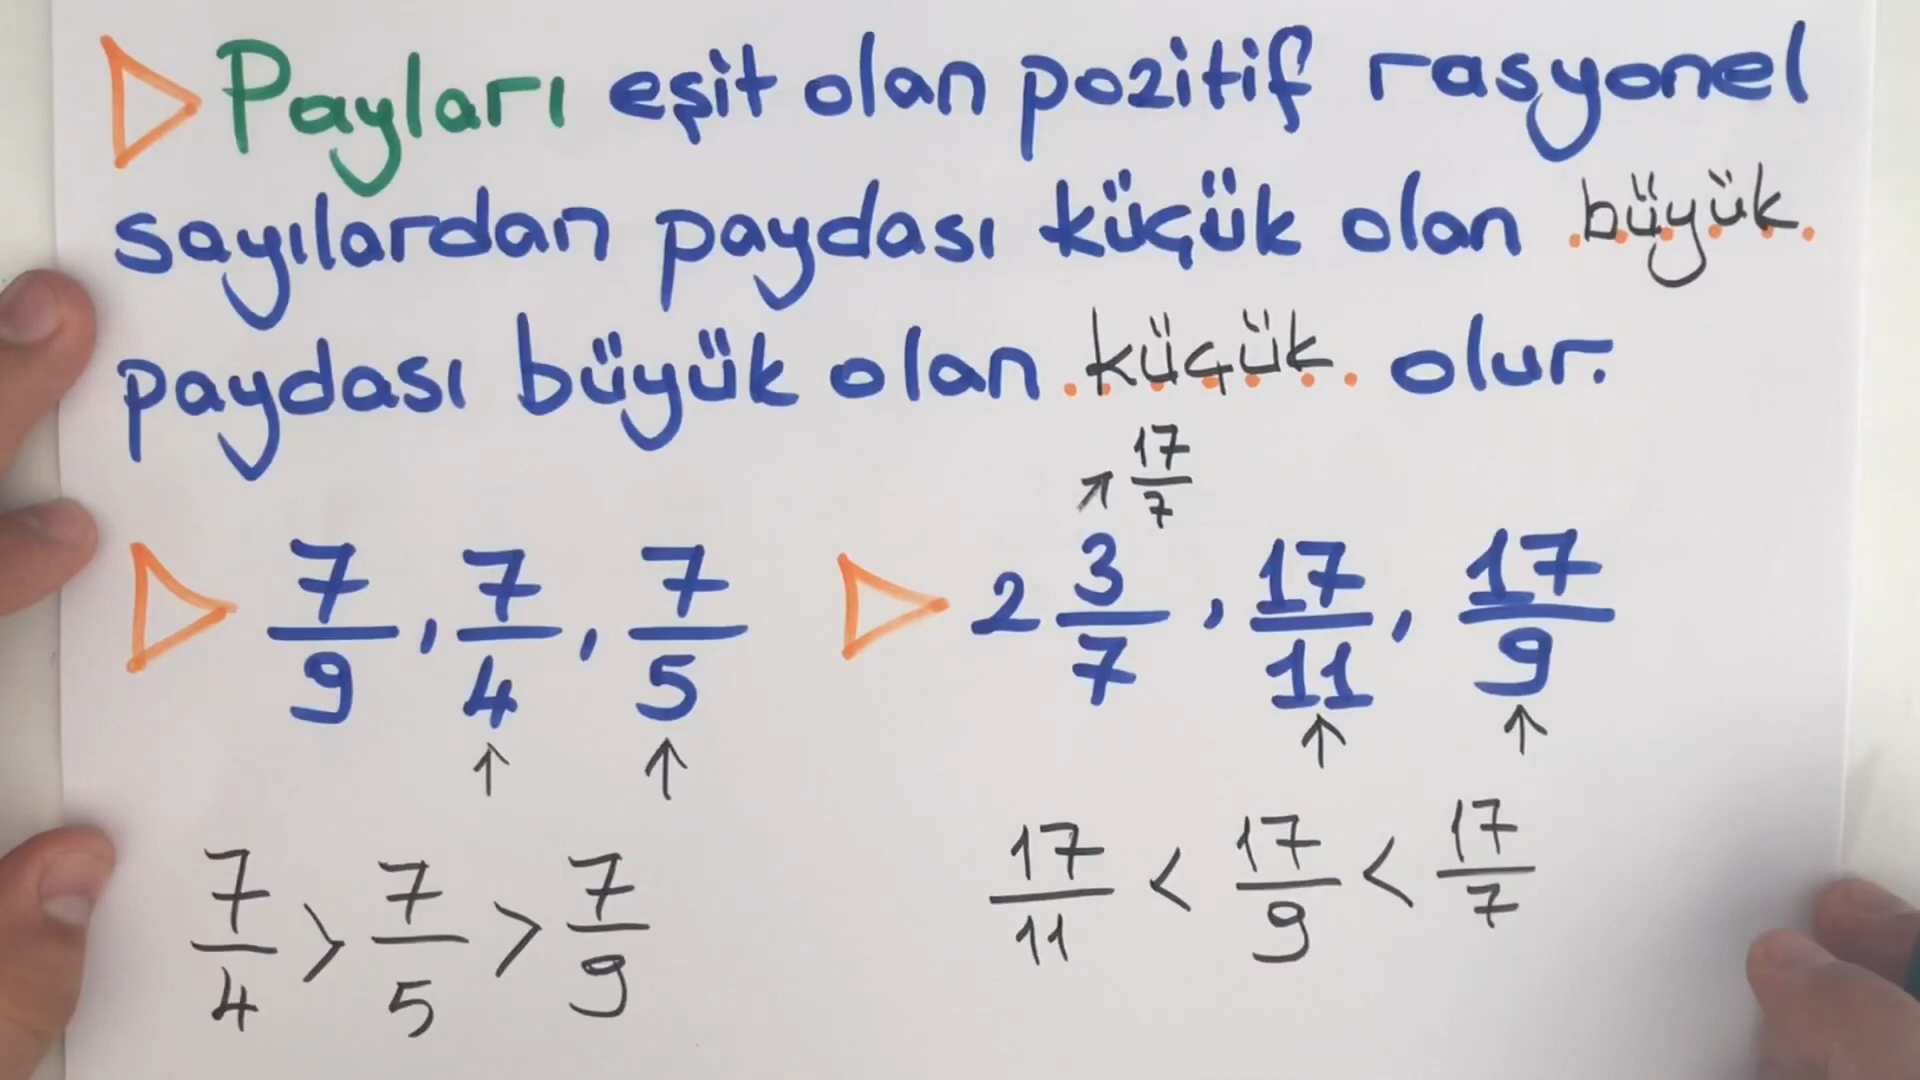 Payları eşit olan pozitif rasyonel
sayılardan paydası küçük olan .büyük.
paydası büyük olan .küçük. olur.
↗ 17/7
7/9 , 7/4 , 7/5
2 3/7 , 17/11 , 17/9
↑ ↑ ↑ ↑
7/4 > 7/5 > 7/9
17/11 < 17/9 < 17/7